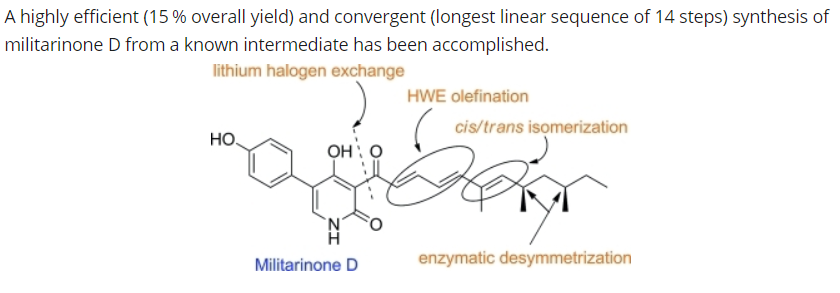 A highly efficient (15 % overall yield) and convergent (longest linear sequence of 14 steps) synthesis of
militarinone D from a known intermediate has been accomplished.
lithium halogen exchange
HWE olefination
cis/trans isomerization
HO
OH O
N
H
O
Militarinone D
enzymatic desymmetrization